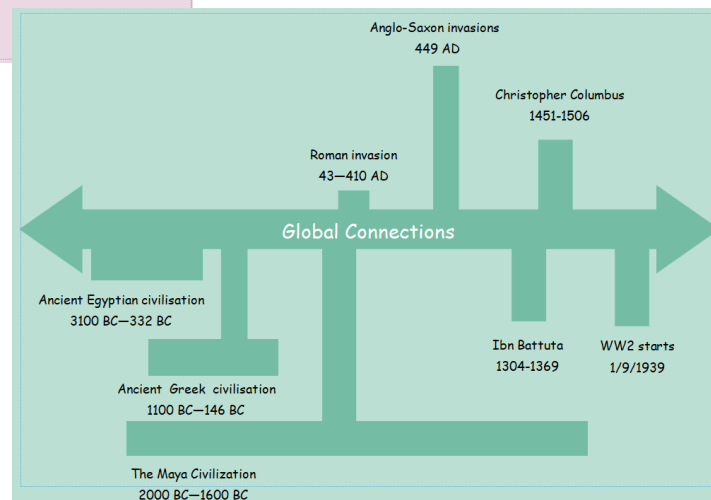 Anglo-Saxon invasions
449 AD
Christopher Columbus
1451-1506
Roman invasion
43—410 AD
Global Connections
Ancient Egyptian civilisation
3100 BC—332 BC
Ibn Battuta
1304-1369
WW2 starts
1/9/1939
Ancient Greek civilisation
1100 BC—146 BC
The Maya Civilization
2000 BC—1600 BC